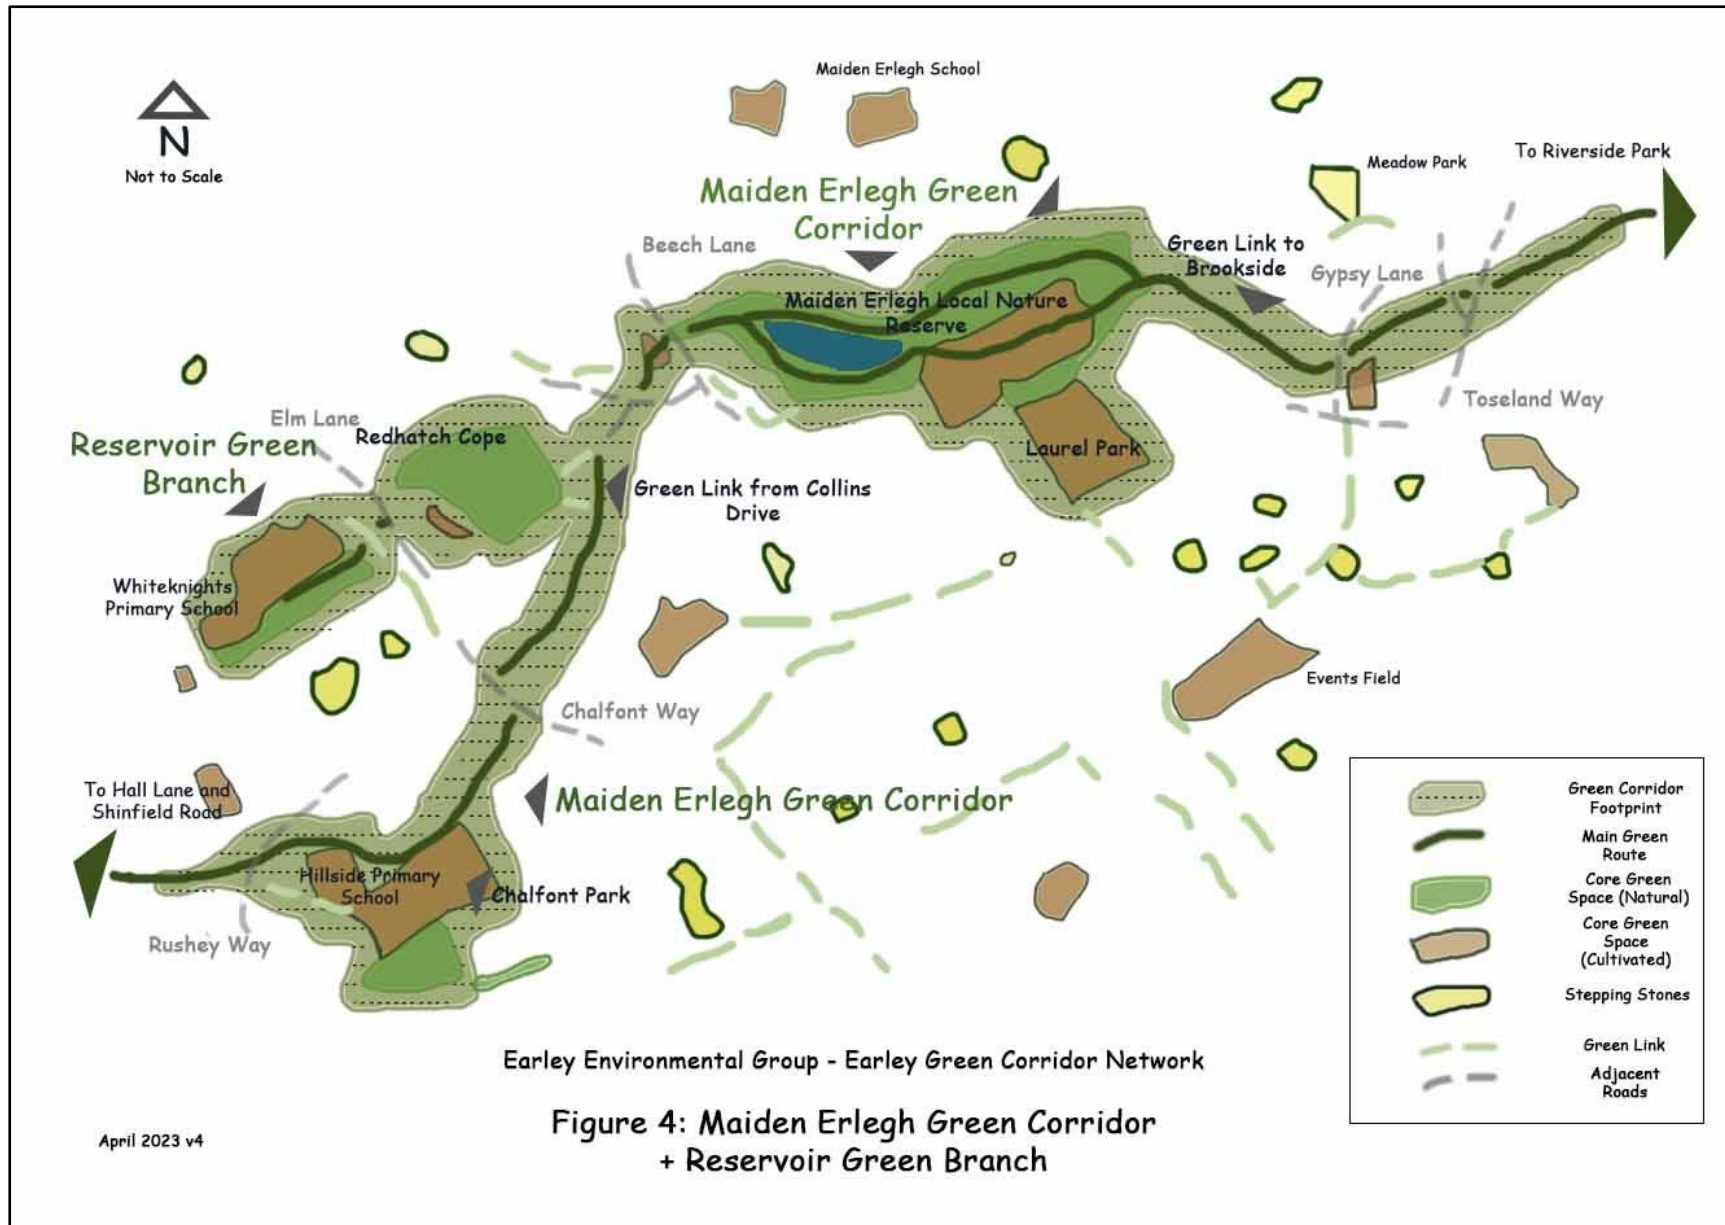 Maiden Erlegh School
N
Not to Scale
Meadow Park
To Riverside Park
Maiden Erlegh Green
Corridor
Beech Lane
Green Link to
Brookside
Gypsy Lane
Maiden Erlegh Local Nature
Reserve
Toseland Way
Elm Lane
Redhatch Cope
Reservoir Green
Branch
Laurel Park
Green Link from Collins
Drive
Whiteknights
Primary School
Events Field
Chalfont Way
To Hall Lane and
Shinfield Road
Maiden Erlegh Green Corridor
Hillside Primary
School
Chalfont Park
Rushey Way
Green Corridor
Footprint
Main Green
Route
Core Green
Space (Natural)
Core Green
Space
(Cultivated)
Stepping Stones
Green Link
Adjacent
Roads
Earley Environmental Group - Earley Green Corridor Network
Figure 4: Maiden Erlegh Green Corridor
+ Reservoir Green Branch
April 2023 v4